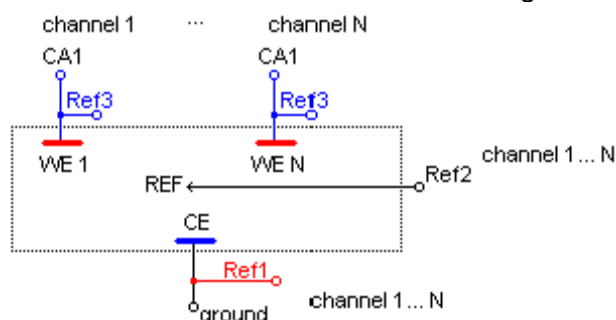 channel 1 ... channel N
CA1 CA1
Ref3 Ref3
WE 1 WE N
channel 1... N
REF Ref2
CE
Ref1
ground channel 1... N